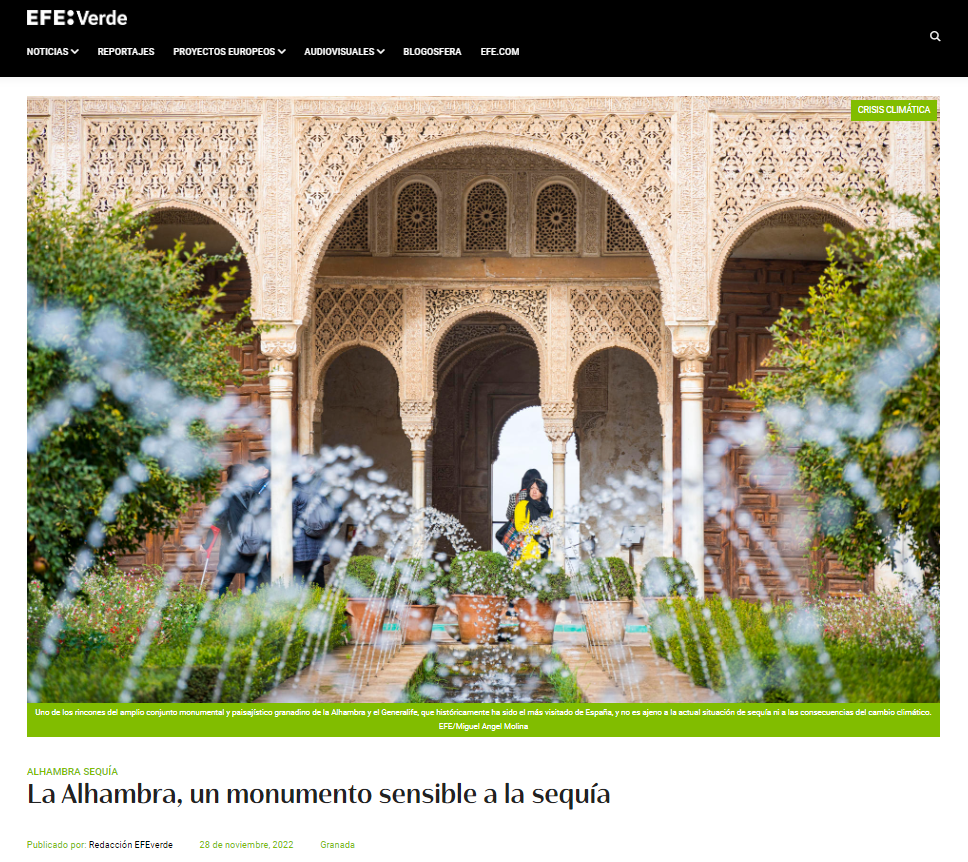 EFE:Verde
NOTICIAS
REPORTAJES
PROYECTOS EUROPEOS
AUDIOVISUALES
BLOGOSFERA
EFE.COM
CRISIS CLIMÁTICA
Uno de los rincones del amplio conjunto monumental y paisajístico granadino de la Alhambra y el Generalife, que históricamente ha sido el más visitado de España, y no es ajeno a la actual situación de sequía ni a las consecuencias del cambio climático.
EFE/Miguel Angel Molina
ALHAMBRA SEQUÍA
La Alhambra, un monumento sensible a la sequía
Publicado por: Redacción EFEverde
28 de noviembre, 2022
Granada